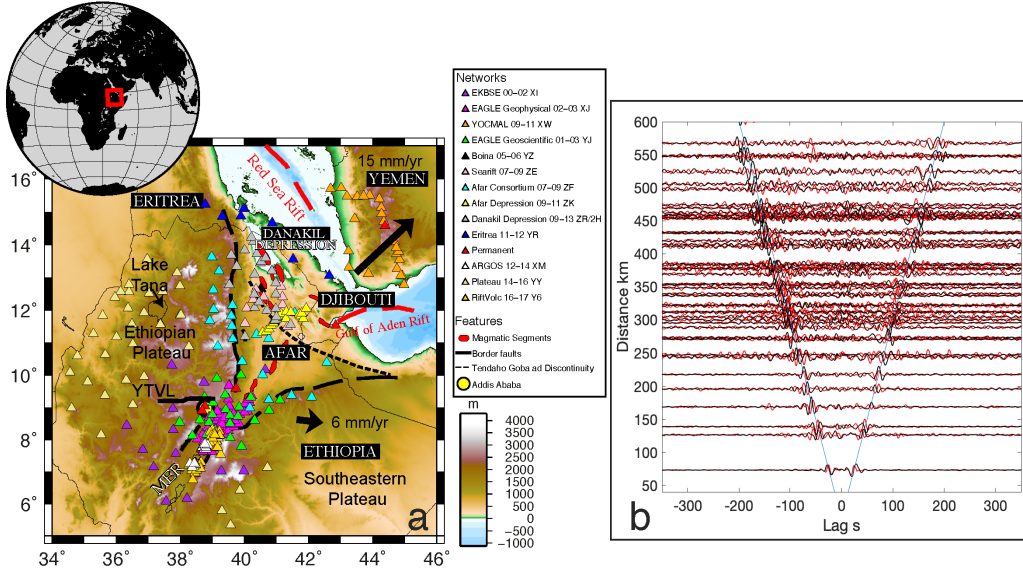 Networks
EKBSE 00-02 XI
EAGLE Geophysical 02-03 XJ
YOCMAL 09-11 XW
EAGLE Geoscientific 01-03 YJ
Boina 05-06 YZ
Searift 07-09 ZE
Afar Consortium 07-09 ZF
Afar Depression 09-11 ZK
Danakil Depression 09-13 ZR/2H
Eritrea 11-12 YR
Permanent
ARGOS 12-14 XM
Plateau 14-16 YY
RiftVolc 16-17 Y6
Features
Magmatic Segments
Border faults
Tendaho Goba ad Discontinuity
Addis Ababa
m
4000
3500
3000
2500
2000
1500
1000
500
0
-500
-1000
16°
14°
12°
10°
8°
6°
34°
36°
38°
40°
42°
44°
46°
Red Sea Rift
15 mm/yr
YEMEN
ERITREA
DANAKIL
DEPRESSION
Lake
Tana
DJIBOUTI
Gulf of Aden Rift
Ethiopian
Plateau
AFAR
YTVL
6 mm/yr
ETHIOPIA
MER
Southeastern
Plateau
a
600
550
500
450
400
350
300
250
200
150
100
50
Distance km
-300
-200
-100
0
100
200
300
Lag s
b